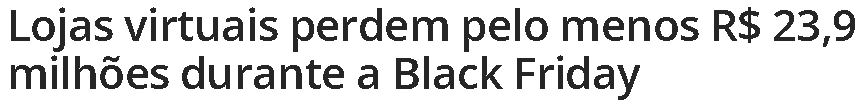 Lojas virtuais perdem pelo menos R$ 23,9
milhões durante a Black Friday